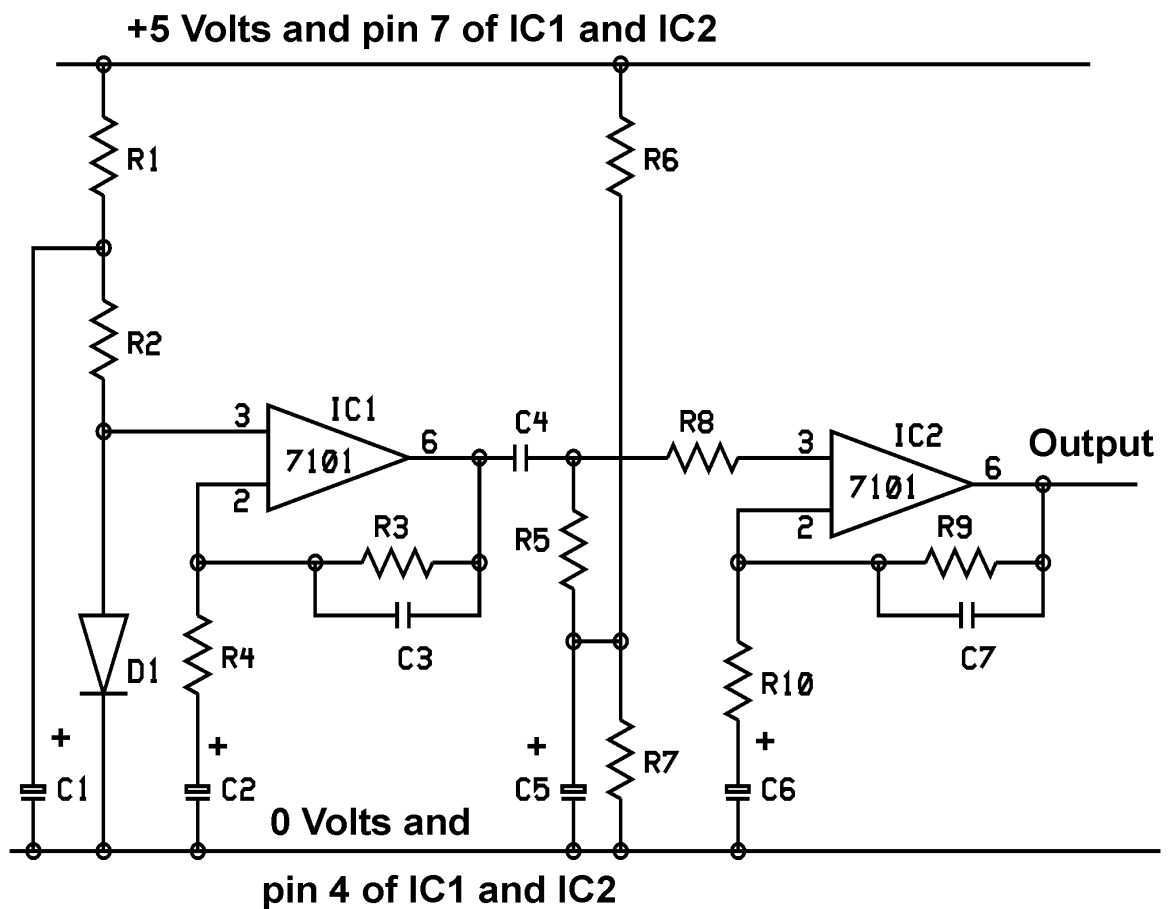 +5 Volts and pin 7 of IC1 and IC2
R1
R6
R2
3
IC1
7101
6
2
C4
R8
3
IC2
7101
6
2
Output
R3
R5
R9
C3
C7
R4
D1
R10
+
+
+
+
R7
C1
C2
C5
C6
0 Volts and
pin 4 of IC1 and IC2